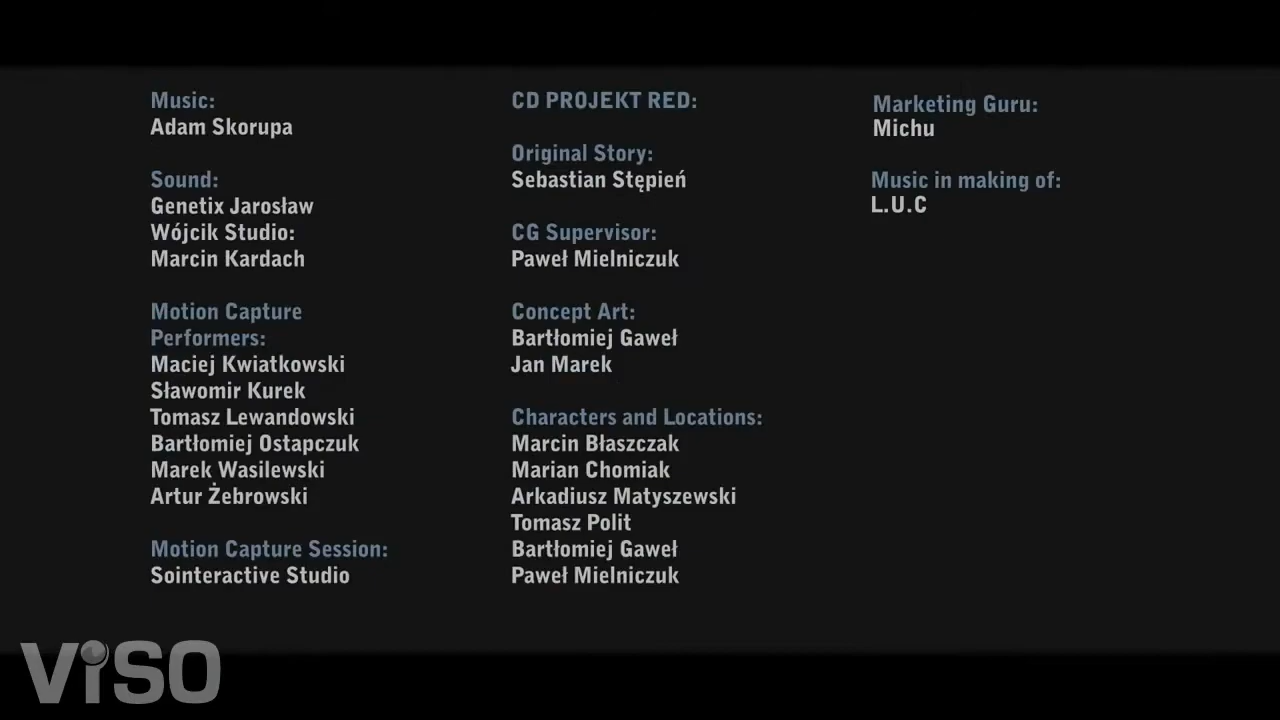 Music:
Adam Skorupa
Sound:
Genetix Jarosław
Wójcik Studio:
Marcin Kardach
Motion Capture
Performers:
Maciej Kwiatkowski
Sławomir Kurek
Tomasz Lewandowski
Bartłomiej Ostapczuk
Marek Wasilewski
Artur Żebrowski
Motion Capture Session:
Sointeractive Studio
CD PROJEKT RED:
Original Story:
Sebastian Stępień
CG Supervisor:
Paweł Mielniczuk
Concept Art:
Bartłomiej Gaweł
Jan Marek
Characters and Locations:
Marcin Błaszczak
Marian Chomiak
Arkadiusz Matyszewski
Tomasz Polit
Bartłomiej Gaweł
Paweł Mielniczuk
Marketing Guru:
Michu
Music in making of:
L.U.C
ViSO